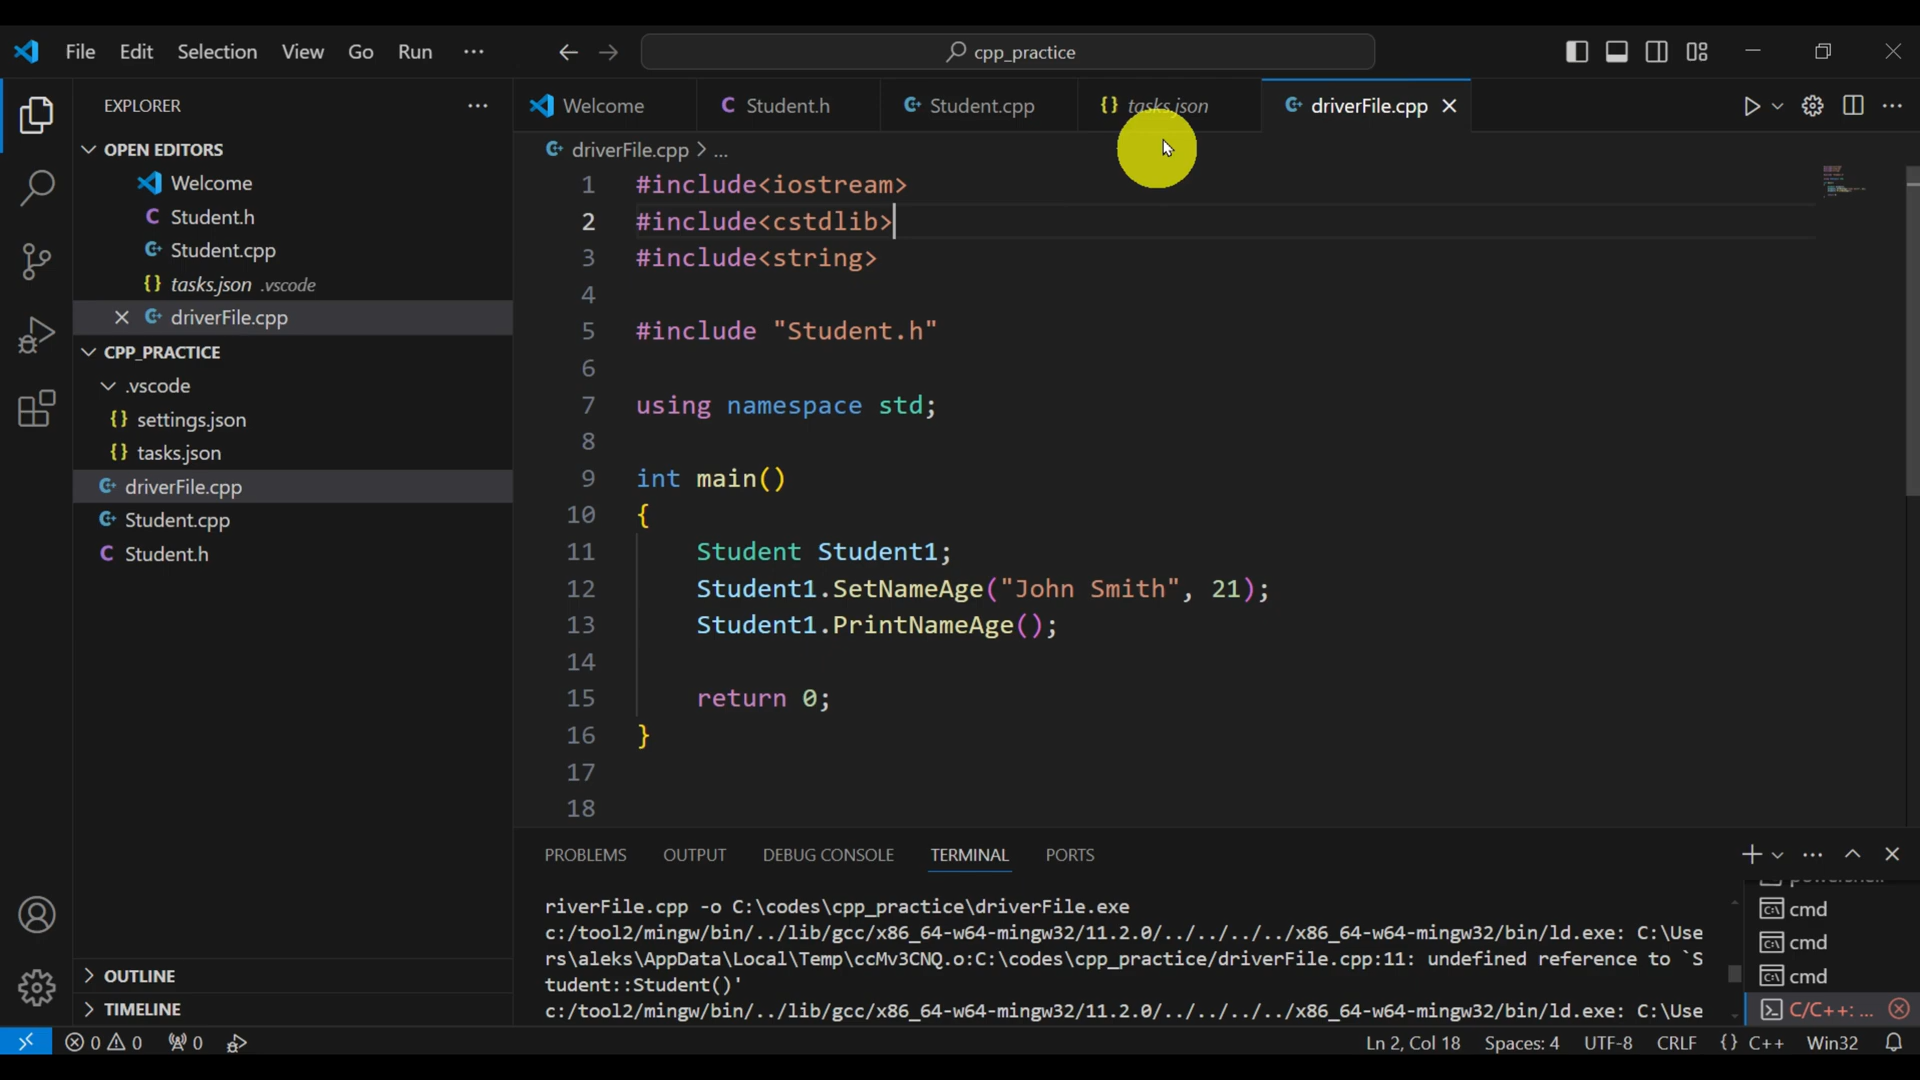 File Edit Selection View Go Run ···
cpp_practice
EXPLORER ···
OPEN EDITORS
Welcome
Student.h
Student.cpp
tasks.json .vscode
driverFile.cpp
CPP_PRACTICE
.vscode
settings.json
tasks.json
driverFile.cpp
Student.cpp
Student.h
OUTLINE
TIMELINE
Welcome Student.h Student.cpp tasks.json driverFile.cpp
driverFile.cpp > ...
1 #include<iostream>
2 #include<cstdlib>
3 #include<string>
4
5 #include "Student.h"
6
7 using namespace std;
8
9 int main()
10 {
11 Student Student1;
12 Student1.SetNameAge("John Smith", 21);
13 Student1.PrintNameAge();
14
15 return 0;
16 }
17
18
PROBLEMS OUTPUT DEBUG CONSOLE TERMINAL PORTS
riverFile.cpp -o C:\codes\cpp_practice\driverFile.exe
c:/tool2/mingw/bin/../lib/gcc/x86_64-w64-mingw32/11.2.0/../../../../x86_64-w64-mingw32/bin/ld.exe: C:\Use
rs\aleks\AppData\Local\Temp\ccMv3CNQ.o:C:\codes\cpp_practice/driverFile.cpp:11: undefined reference to `S
tudent::Student()'
c:/tool2/mingw/bin/../lib/gcc/x86_64-w64-mingw32/11.2.0/../../../../x86_64-w64-mingw32/bin/ld.exe: C:\Use
cmd
cmd
cmd
C/C++: ...
0 0 0 Ln 2, Col 18 Spaces: 4 UTF-8 CRLF {} C++ Win32